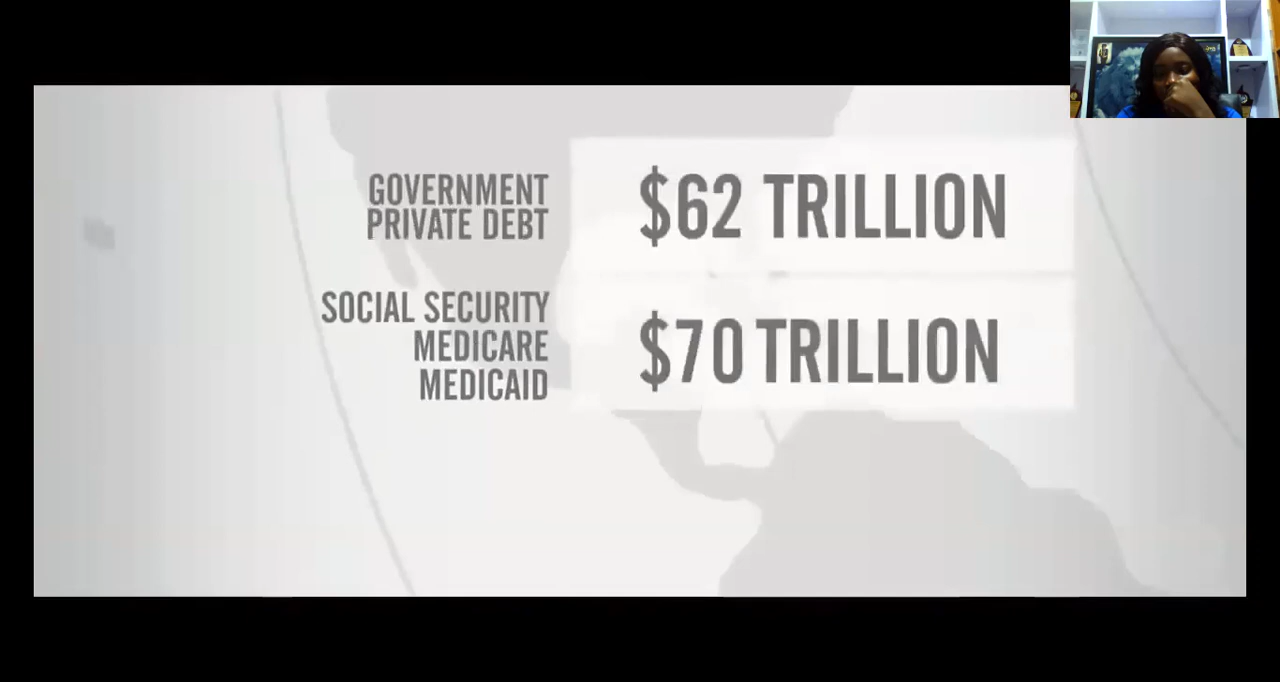 GOVERNMENT
PRIVATE DEBT
$62 TRILLION
SOCIAL SECURITY
MEDICARE
MEDICAID
$70 TRILLION